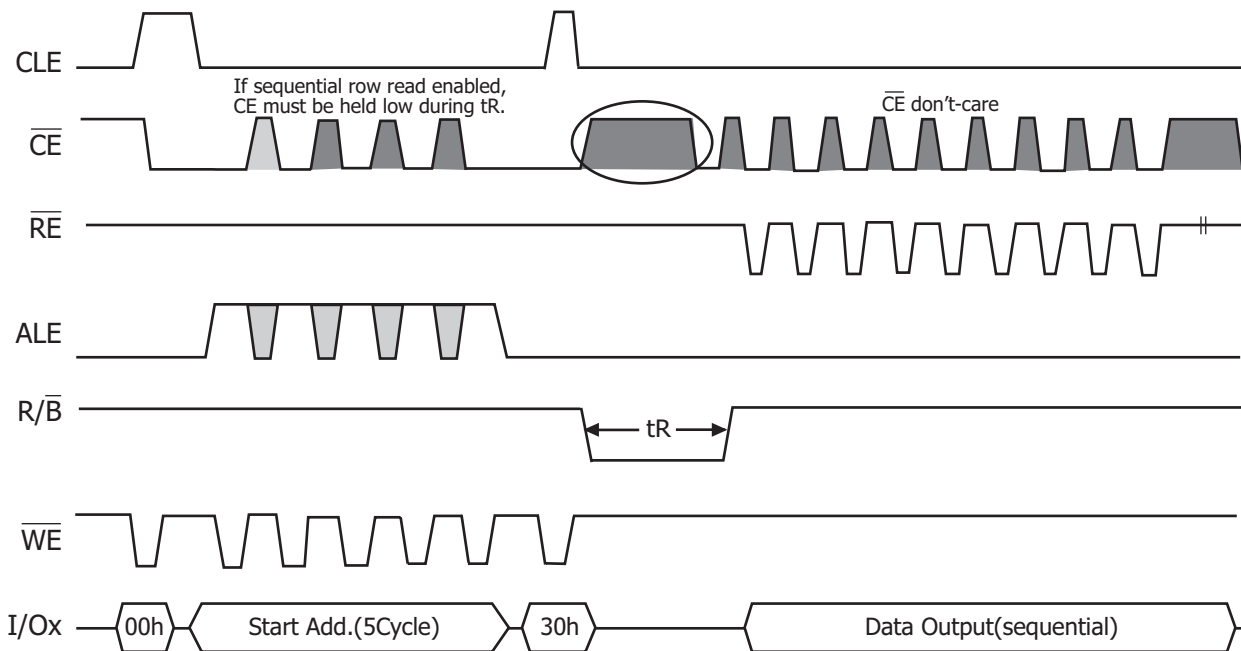 CLE
If sequential row read enabled,
CE must be held low during tR.
CE don't-care
CE
RE
ALE
R/B
tR
WE
I/Ox
00h
Start Add.(5Cycle)
30h
Data Output(sequential)